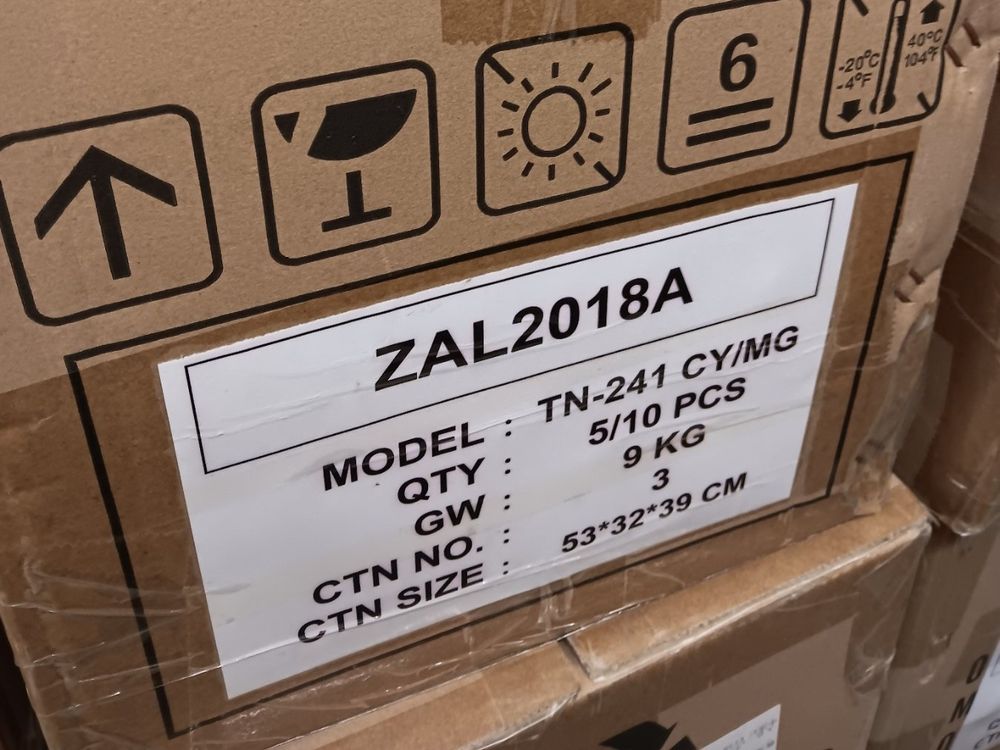 6
-20°C
-4°F
40°C
104°F
ZAL2018A
MODEL : TN-241 CY/MG
QTY : 5/10 PCS
GW : 9 KG
CTN NO. : 3
CTN SIZE : 53*32*39 CM